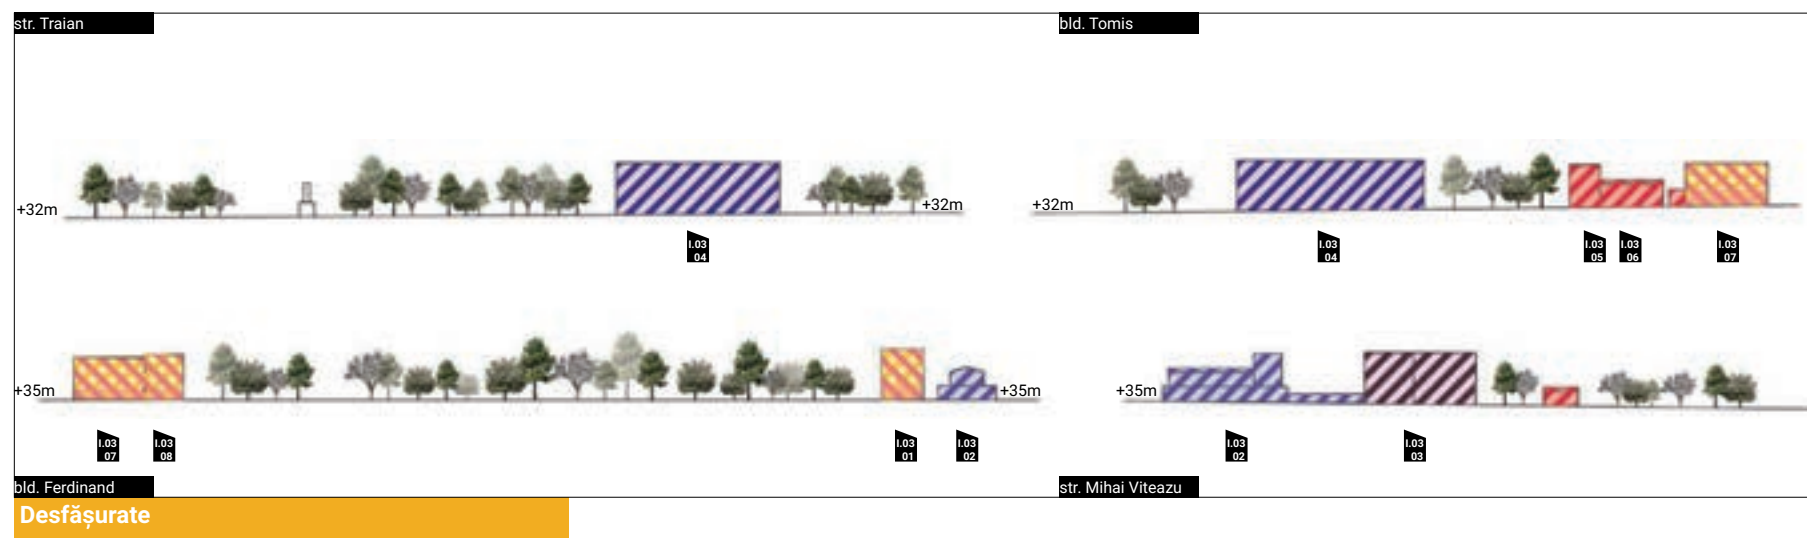 str. Traian
bld. Tomis
+32m
+32m
+32m
I.03
04
I.03
04
I.03
05
I.03
06
I.03
07
+35m
+35m
+35m
I.03
07
I.03
08
I.03
01
I.03
02
I.03
02
I.03
03
bld. Ferdinand
str. Mihai Viteazu
Desfășurate